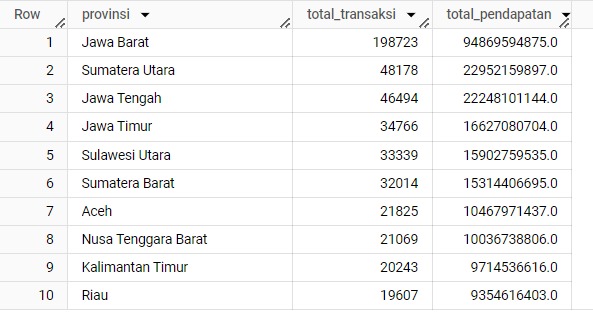 Row provinsi total_transaksi total_pendapatan
1 Jawa Barat 198723 94869594875.0
2 Sumatera Utara 48178 22952159897.0
3 Jawa Tengah 46494 22248101144.0
4 Jawa Timur 34766 16627080704.0
5 Sulawesi Utara 33339 15902759535.0
6 Sumatera Barat 32014 15314406695.0
7 Aceh 21825 10467971437.0
8 Nusa Tenggara Barat 21069 10036738806.0
9 Kalimantan Timur 20243 9714536616.0
10 Riau 19607 9354616403.0